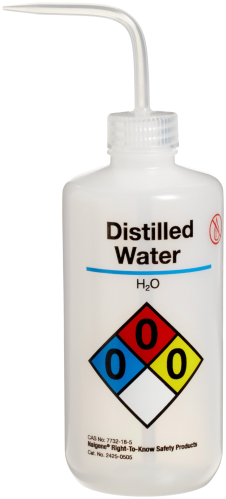 Distilled
Water
H₂O
0
0 0
CAS No: 7732-18-5
Nalgene® Right-To-Know Safety Products
Cat. No. 2425-0505